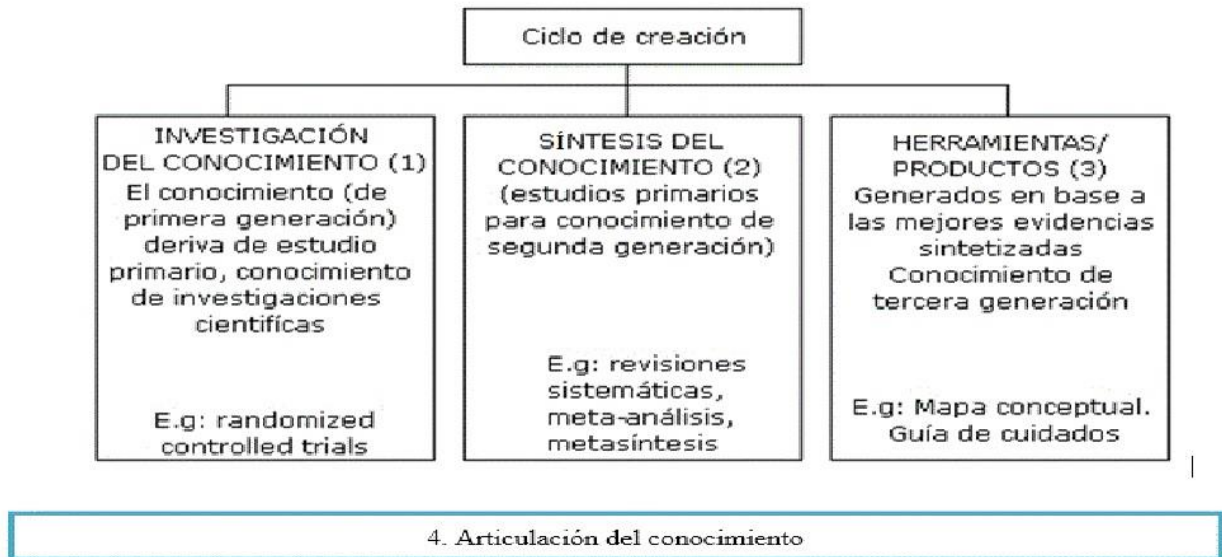 Ciclo de creación
INVESTIGACIÓN
DEL CONOCIMIENTO (1)
El conocimiento (de
primera generación)
deriva de estudio
primario, conocimiento
de investigaciones
científicas
E.g: randomized
controlled trials
SÍNTESIS DEL
CONOCIMIENTO (2)
(estudios primarios
para conocimiento de
segunda generación)
E.g: revisiones
sistemáticas,
meta-análisis,
metasíntesis
HERRAMIENTAS/
PRODUCTOS (3)
Generados en base a
las mejores evidencias
sintetizadas
Conocimiento de
tercera generación
E.g: Mapa conceptual.
Guía de cuidados
4. Articulación del conocimiento